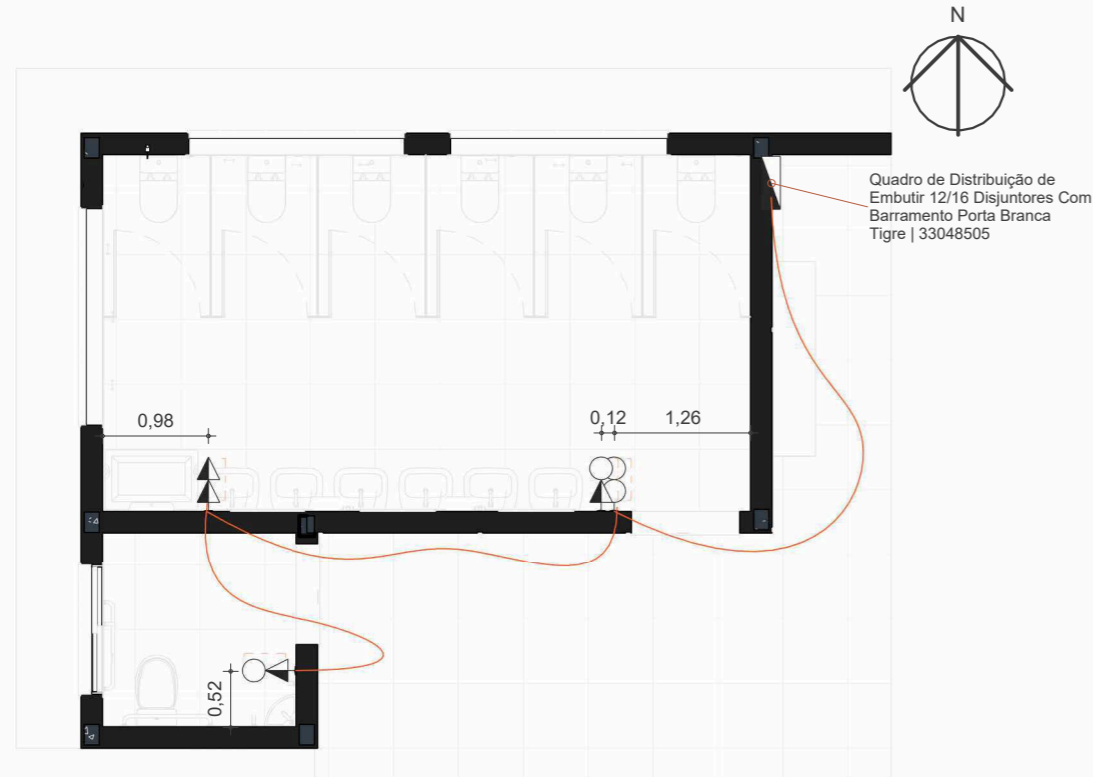 N
Quadro de Distribuição de
Embutir 12/16 Disjuntores Com
Barramento Porta Branca
Tigre | 33048505
0,98
0,12
1,26
0,52